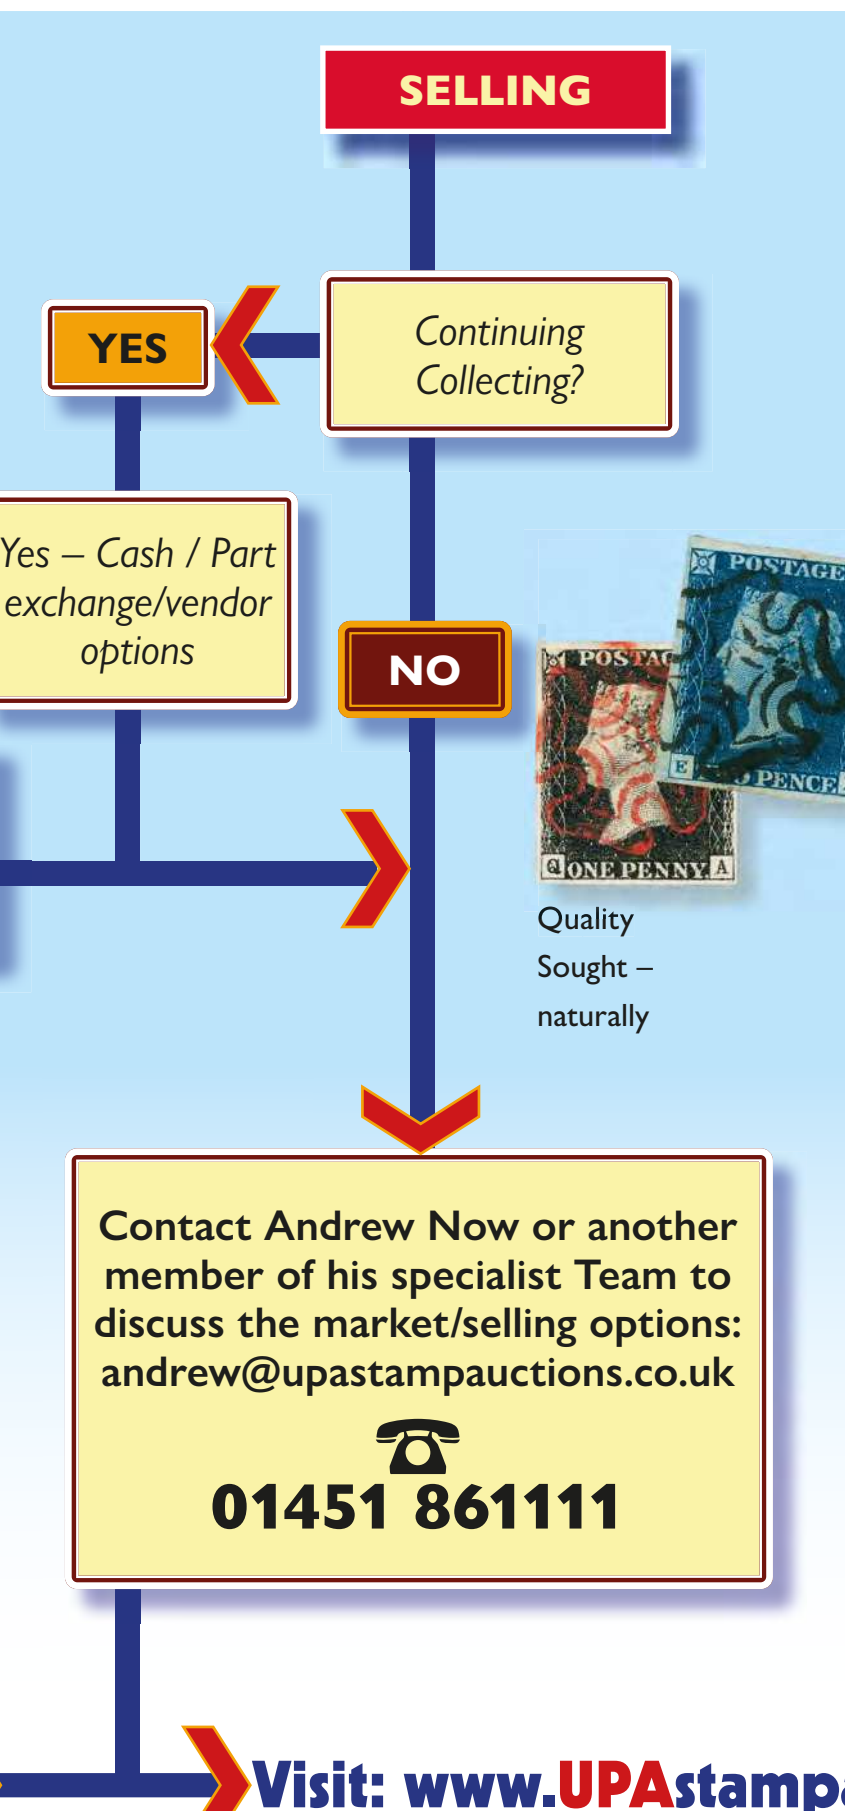 SELLING
Continuing
Collecting?
YES
Yes – Cash / Part
exchange/vendor
options
NO
POSTAGE
E
PENCE
POSTAG
Q ONE PENNY A
Quality
Sought –
naturally
Contact Andrew Now or another
member of his specialist Team to
discuss the market/selling options:
andrew@upastampauctions.co.uk
01451 861111
Visit: www.UPAstampa